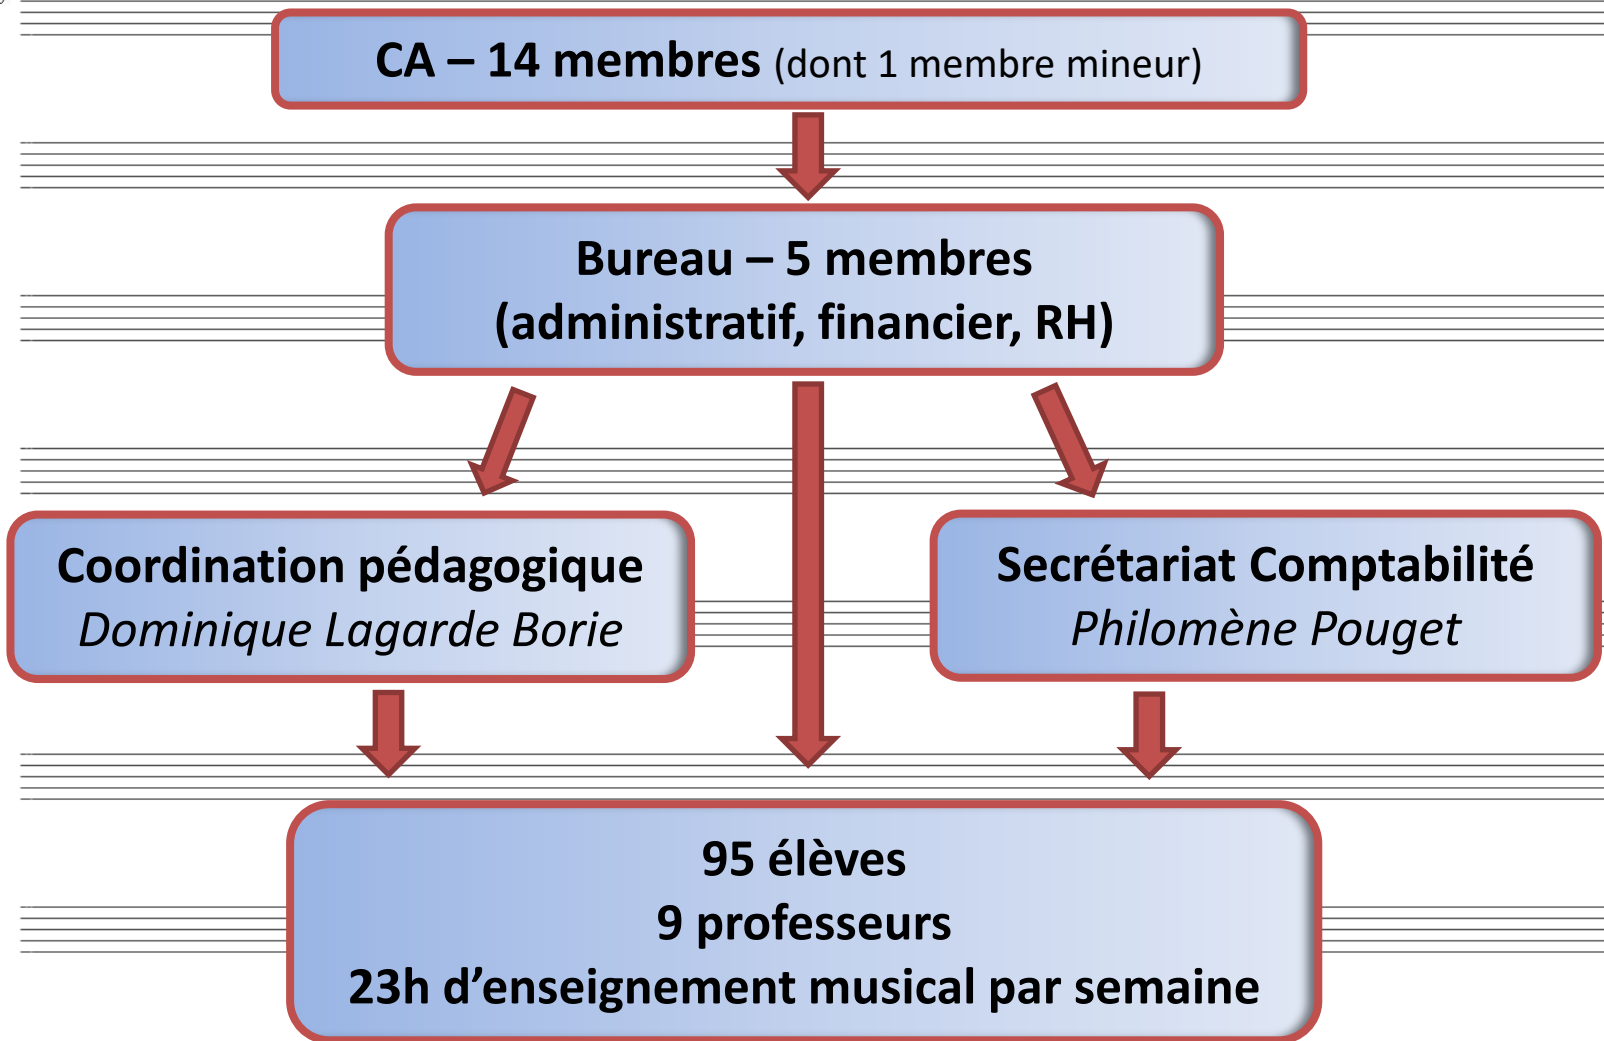 CA – 14 membres (dont 1 membre mineur)
Bureau – 5 membres
(administratif, financier, RH)
Coordination pédagogique
Dominique Lagarde Borie
Secrétariat Comptabilité
Philomène Pouget
95 élèves
9 professeurs
23h d’enseignement musical par semaine